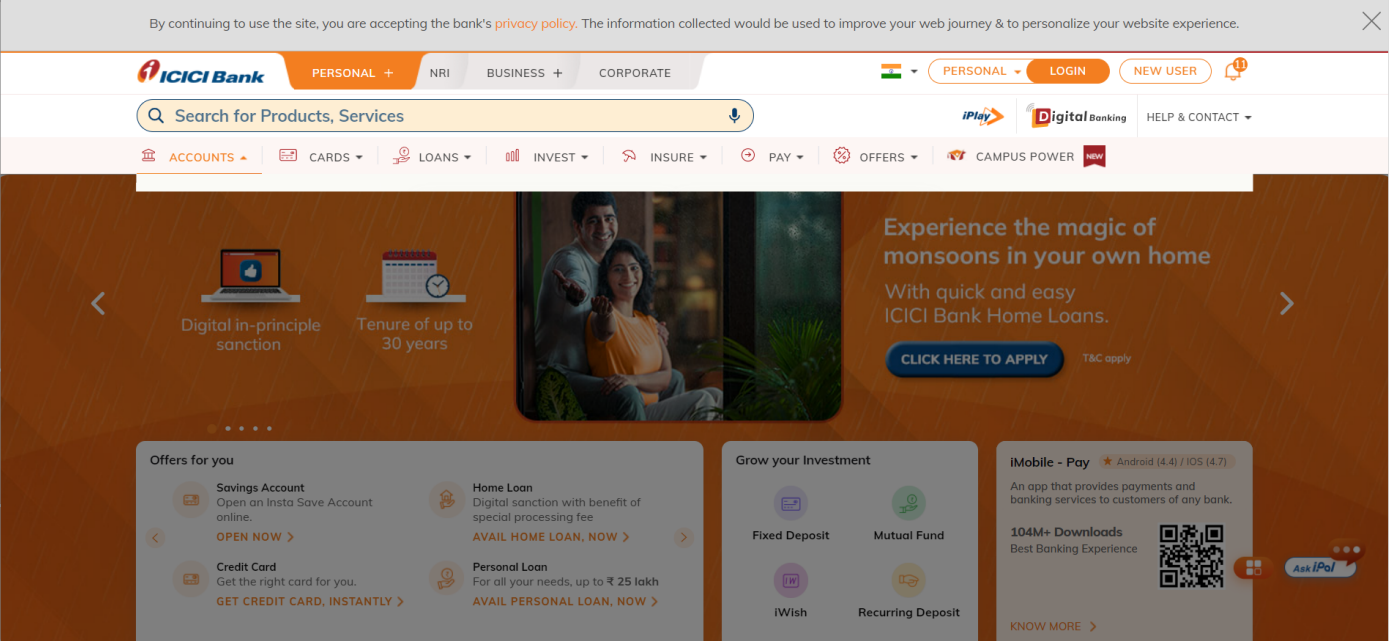 By continuing to use the site, you are accepting the bank's privacy policy. The information collected would be used to improve your web journey & to personalize your website experience.
ICICI Bank
PERSONAL +
NRI
BUSINESS +
CORPORATE
PERSONAL
LOGIN
NEW USER
11
Search for Products, Services
iPlay
Digital Banking
HELP & CONTACT
ACCOUNTS
CARDS
LOANS
INVEST
INSURE
PAY
OFFERS
CAMPUS POWER
NEW
Digital in-principle
sanction
Tenure of up to
30 years
Experience the magic of
monsoons in your own home
With quick and easy
ICICI Bank Home Loans.
CLICK HERE TO APPLY
T&C apply
Offers for you
Savings Account
Open an Insta Save Account
online.
OPEN NOW
Home Loan
Digital sanction with benefit of
special processing fee
AVAIL HOME LOAN, NOW
Credit Card
Get the right card for you.
GET CREDIT CARD, INSTANTLY
Personal Loan
For all your needs, up to ₹ 25 lakh
AVAIL PERSONAL LOAN, NOW
Grow your Investment
Fixed Deposit
Mutual Fund
iW
iWish
Recurring Deposit
iMobile - Pay
Android (4.4) / IOS (4.7)
An app that provides payments and
banking services to customers of any bank.
104M+ Downloads
Best Banking Experience
KNOW MORE
Ask iPal